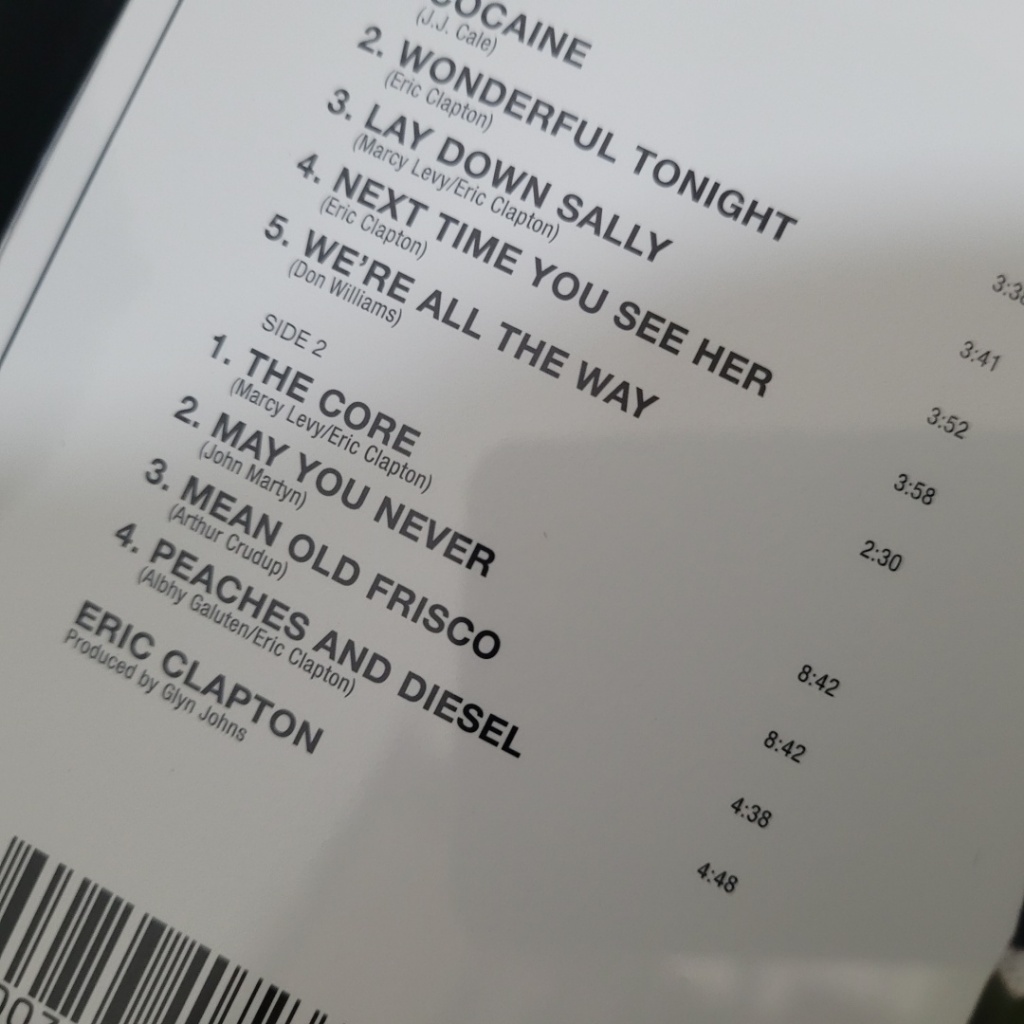 COCAINE 3:3
(J.J. Cale)
2. WONDERFUL TONIGHT 3:41
(Eric Clapton)
3. LAY DOWN SALLY 3:52
(Marcy Levy/Eric Clapton)
4. NEXT TIME YOU SEE HER 3:58
(Eric Clapton)
5. WE'RE ALL THE WAY 2:30
(Don Williams)
SIDE 2
1. THE CORE 8:42
(Marcy Levy/Eric Clapton)
2. MAY YOU NEVER 8:42
(John Martyn)
3. MEAN OLD FRISCO 4:38
(Arthur Crudup)
4. PEACHES AND DIESEL 4:48
(Albhy Galuten/Eric Clapton)
ERIC CLAPTON
Produced by Glyn Johns